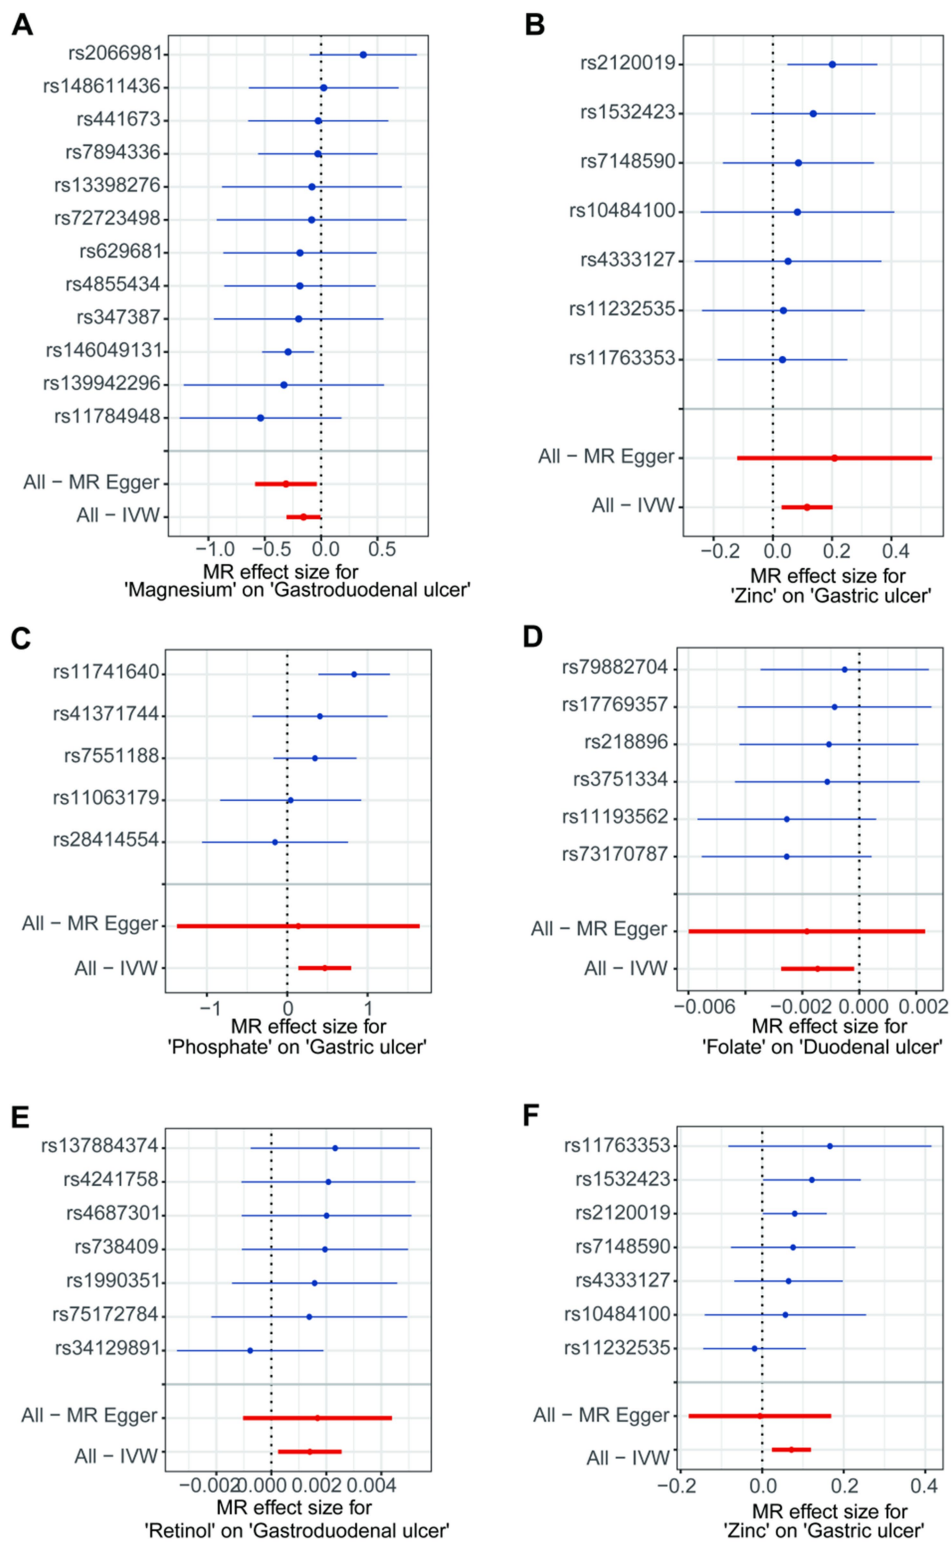 A
rs2066981
rs148611436
rs441673
rs7894336
rs13398276
rs72723498
rs629681
rs4855434
rs347387
rs146049131
rs139942296
rs11784948
All − MR Egger
All − IVW
−1.0 −0.5 0.0 0.5
MR effect size for
'Magnesium' on 'Gastroduodenal ulcer'
B
rs2120019
rs1532423
rs7148590
rs10484100
rs4333127
rs11232535
rs11763353
All − MR Egger
All − IVW
−0.2 0.0 0.2 0.4
MR effect size for
'Zinc' on 'Gastric ulcer'
C
rs11741640
rs41371744
rs7551188
rs11063179
rs28414554
All − MR Egger
All − IVW
−1 0 1
MR effect size for
'Phosphate' on 'Gastric ulcer'
D
rs79882704
rs17769357
rs218896
rs3751334
rs11193562
rs73170787
All − MR Egger
All − IVW
−0.006 −0.002 0.000 0.002
MR effect size for
'Folate' on 'Duodenal ulcer'
E
rs137884374
rs4241758
rs4687301
rs738409
rs1990351
rs75172784
rs34129891
All − MR Egger
All − IVW
−0.002 0.000 0.002 0.004
MR effect size for
'Retinol' on 'Gastroduodenal ulcer'
F
rs11763353
rs1532423
rs2120019
rs7148590
rs4333127
rs10484100
rs11232535
All − MR Egger
All − IVW
−0.2 0.0 0.2 0.4
MR effect size for
'Zinc' on 'Gastric ulcer'